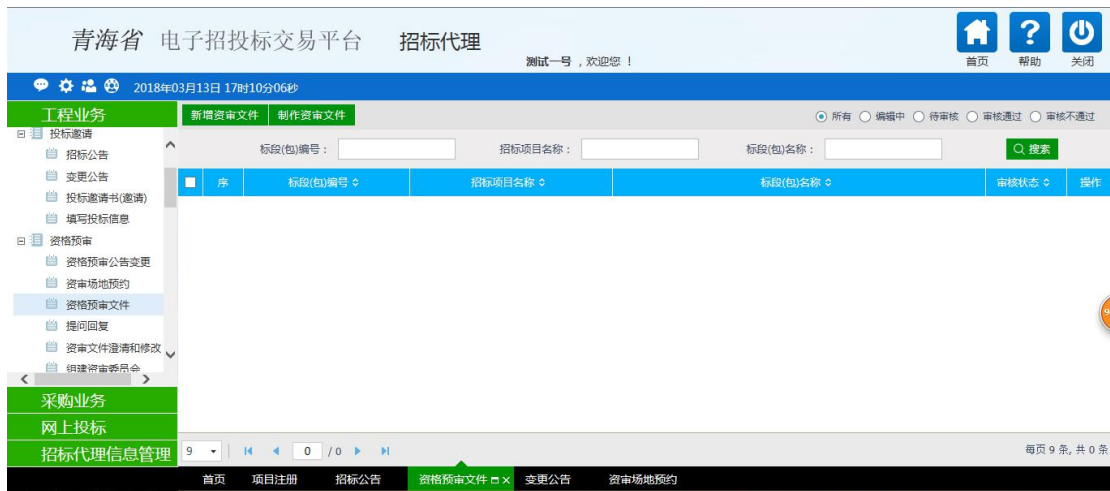 青海省 电子招投标交易平台 招标代理
测试一号，欢迎您！
首页 帮助 关闭
2018年03月13日 17时10分06秒
工程业务
投标邀请
招标公告
变更公告
投标邀请书(邀请)
填写投标信息
资格预审
资格预审公告变更
资审场地预约
资格预审文件
提问回复
资审文件澄清和修改
组建资审委员会
采购业务
网上投标
招标代理信息管理
新增资审文件 制作资审文件
所有 编辑中 待审核 审核通过 审核不通过
标段(包)编号： 招标项目名称： 标段(包)名称： 搜索
序 标段(包)编号 招标项目名称 标段(包)名称 审核状态 操作
9 0 / 0 每页 9 条, 共 0 条
首页 项目注册 招标公告 资格预审文件 变更公告 资审场地预约